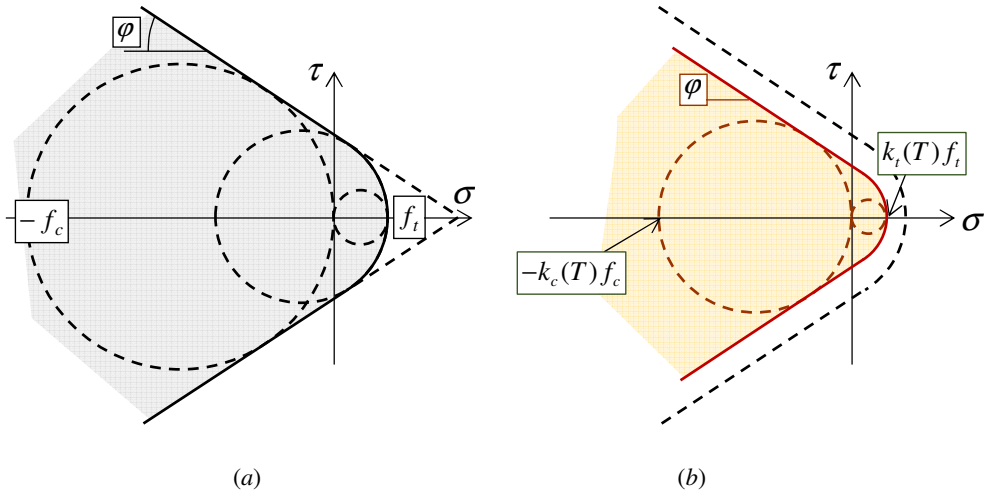 φ
τ
σ
− f_c
f_t
(a)
φ
τ
k_t(T) f_t
σ
−k_c(T) f_c
(b)